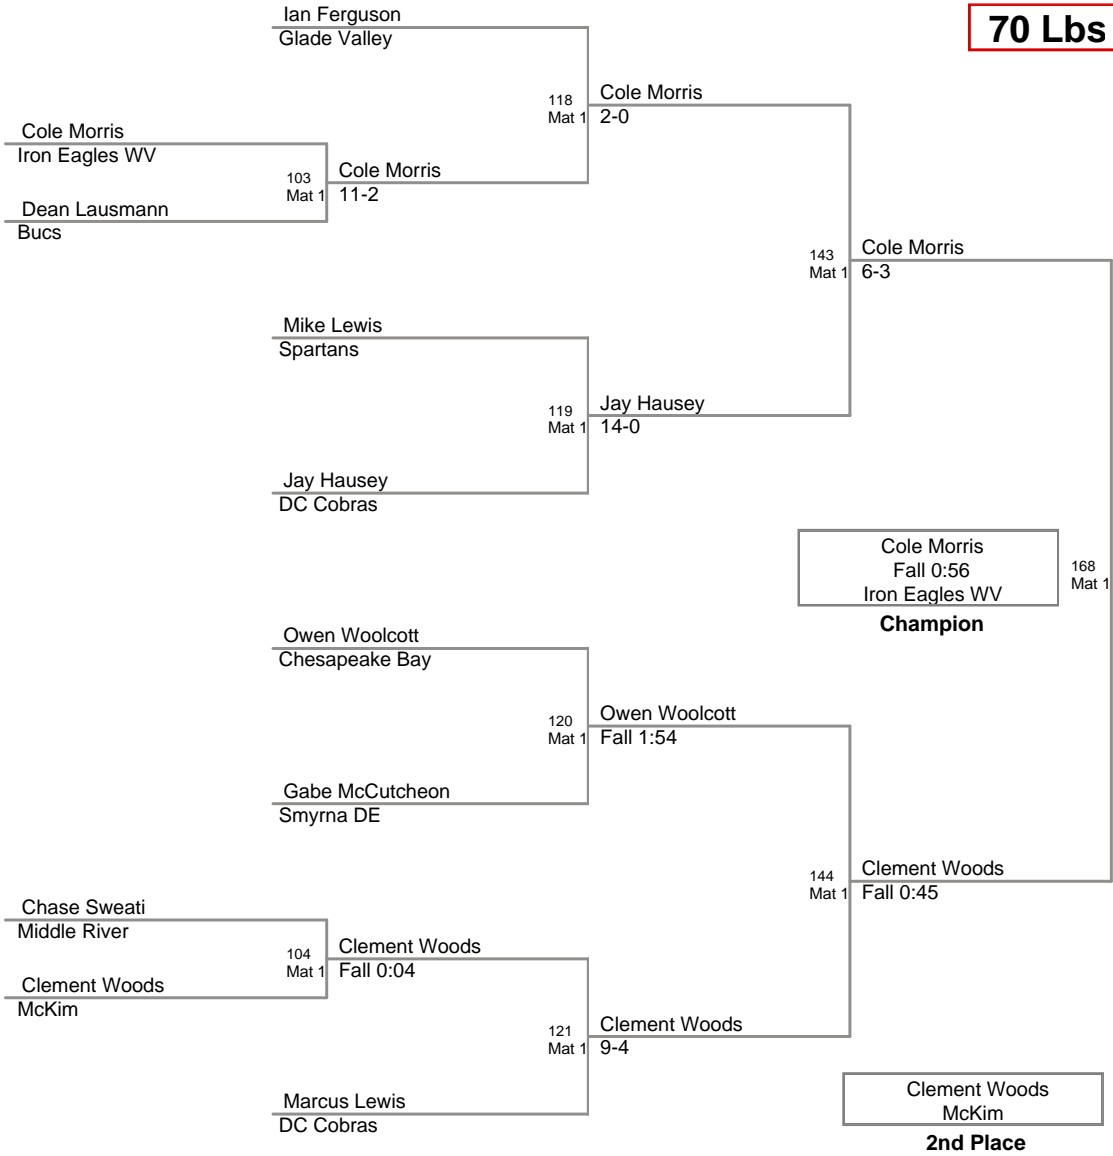 Ian Ferguson
Glade Valley
70 Lbs
118
Mat 1
Cole Morris
2-0
Cole Morris
Iron Eagles WV
103
Mat 1
Cole Morris
11-2
Dean Lausmann
Bucs
143
Mat 1
Cole Morris
6-3
Mike Lewis
Spartans
119
Mat 1
Jay Hausey
14-0
Jay Hausey
DC Cobras
Cole Morris
Fall 0:56
Iron Eagles WV
Champion
168
Mat 1
Owen Woolcott
Chesapeake Bay
120
Mat 1
Owen Woolcott
Fall 1:54
Gabe McCutcheon
Smyrna DE
144
Mat 1
Clement Woods
Fall 0:45
Chase Sweati
Middle River
104
Mat 1
Clement Woods
Fall 0:04
Clement Woods
McKim
121
Mat 1
Clement Woods
9-4
Marcus Lewis
DC Cobras
Clement Woods
McKim
2nd Place